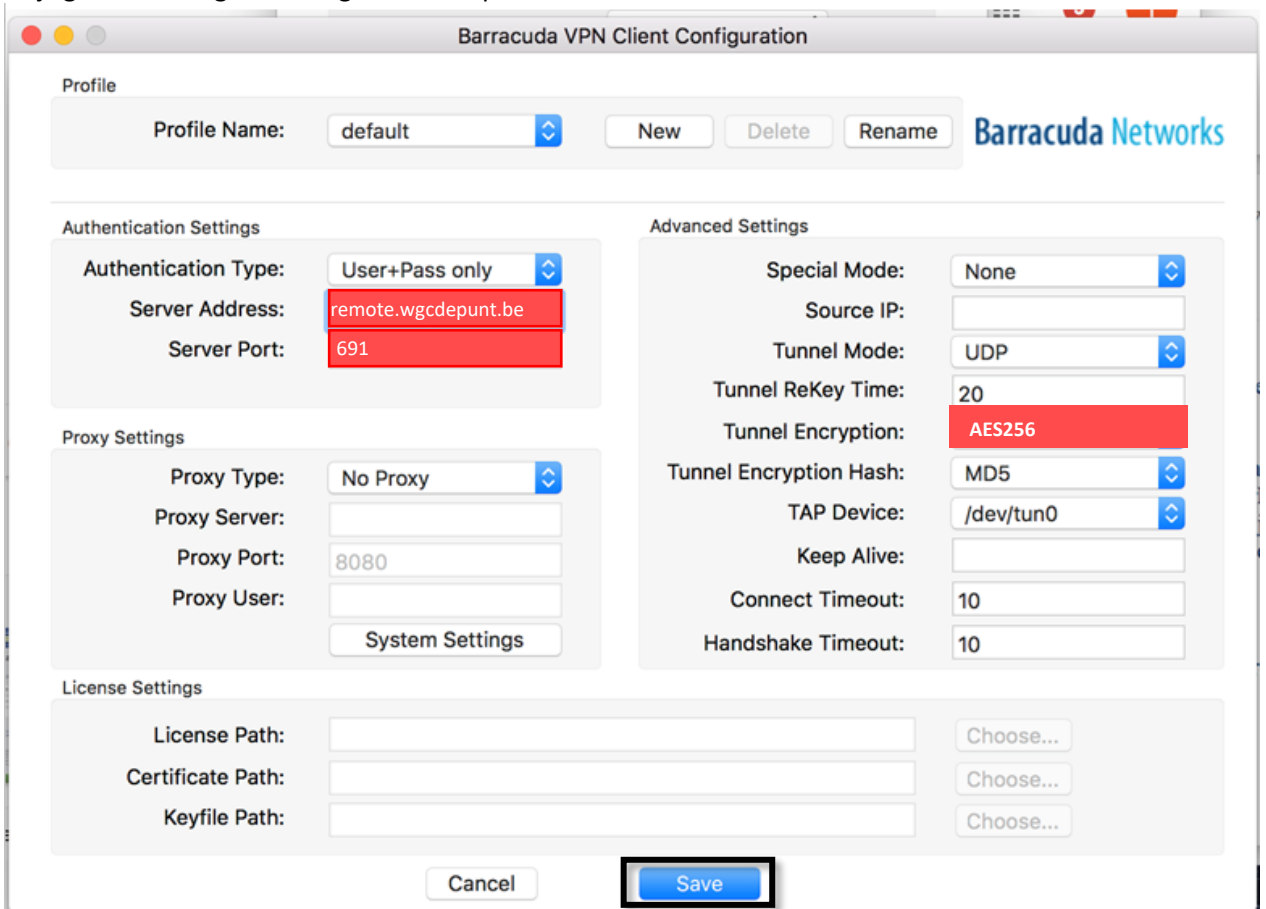 Barracuda VPN Client Configuration
Profile
Profile Name: default New Delete Rename Barracuda Networks
Authentication Settings
Authentication Type: User+Pass only
Server Address: remote.wgcdepunt.be
Server Port: 691
Advanced Settings
Special Mode: None
Source IP:
Tunnel Mode: UDP
Tunnel ReKey Time: 20
Tunnel Encryption: AES256
Tunnel Encryption Hash: MD5
TAP Device: /dev/tun0
Keep Alive:
Connect Timeout: 10
Handshake Timeout: 10
Proxy Settings
Proxy Type: No Proxy
Proxy Server:
Proxy Port: 8080
Proxy User:
System Settings
License Settings
License Path: Choose...
Certificate Path: Choose...
Keyfile Path: Choose...
Cancel Save